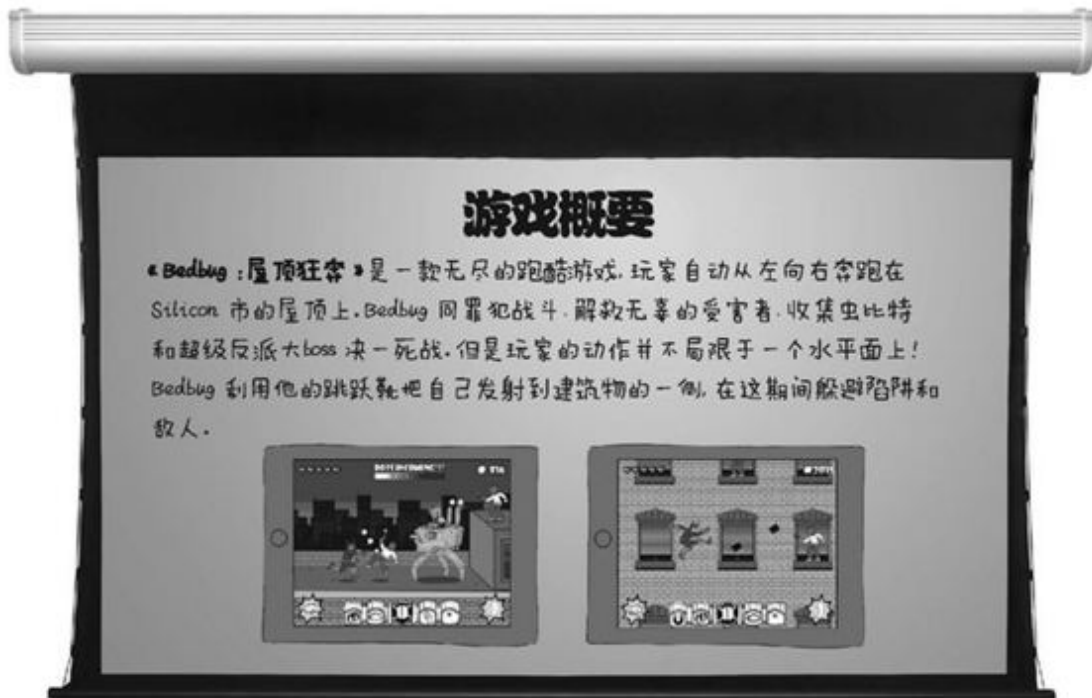 游戏概要
《Bedbug：屋顶狂奔》是一款无尽的跑酷游戏，玩家自动从左向右奔跑在
Silicon 市的屋顶上。Bedbug 同罪犯战斗、解救无辜的受害者、收集虫比特
和超级反派大boss 决一死战。但是玩家的动作并不局限于一个水平面上！
Bedbug 利用他的跳跃靴把自己发射到建筑物的一侧，在这期间躲避陷阱和
敌人。